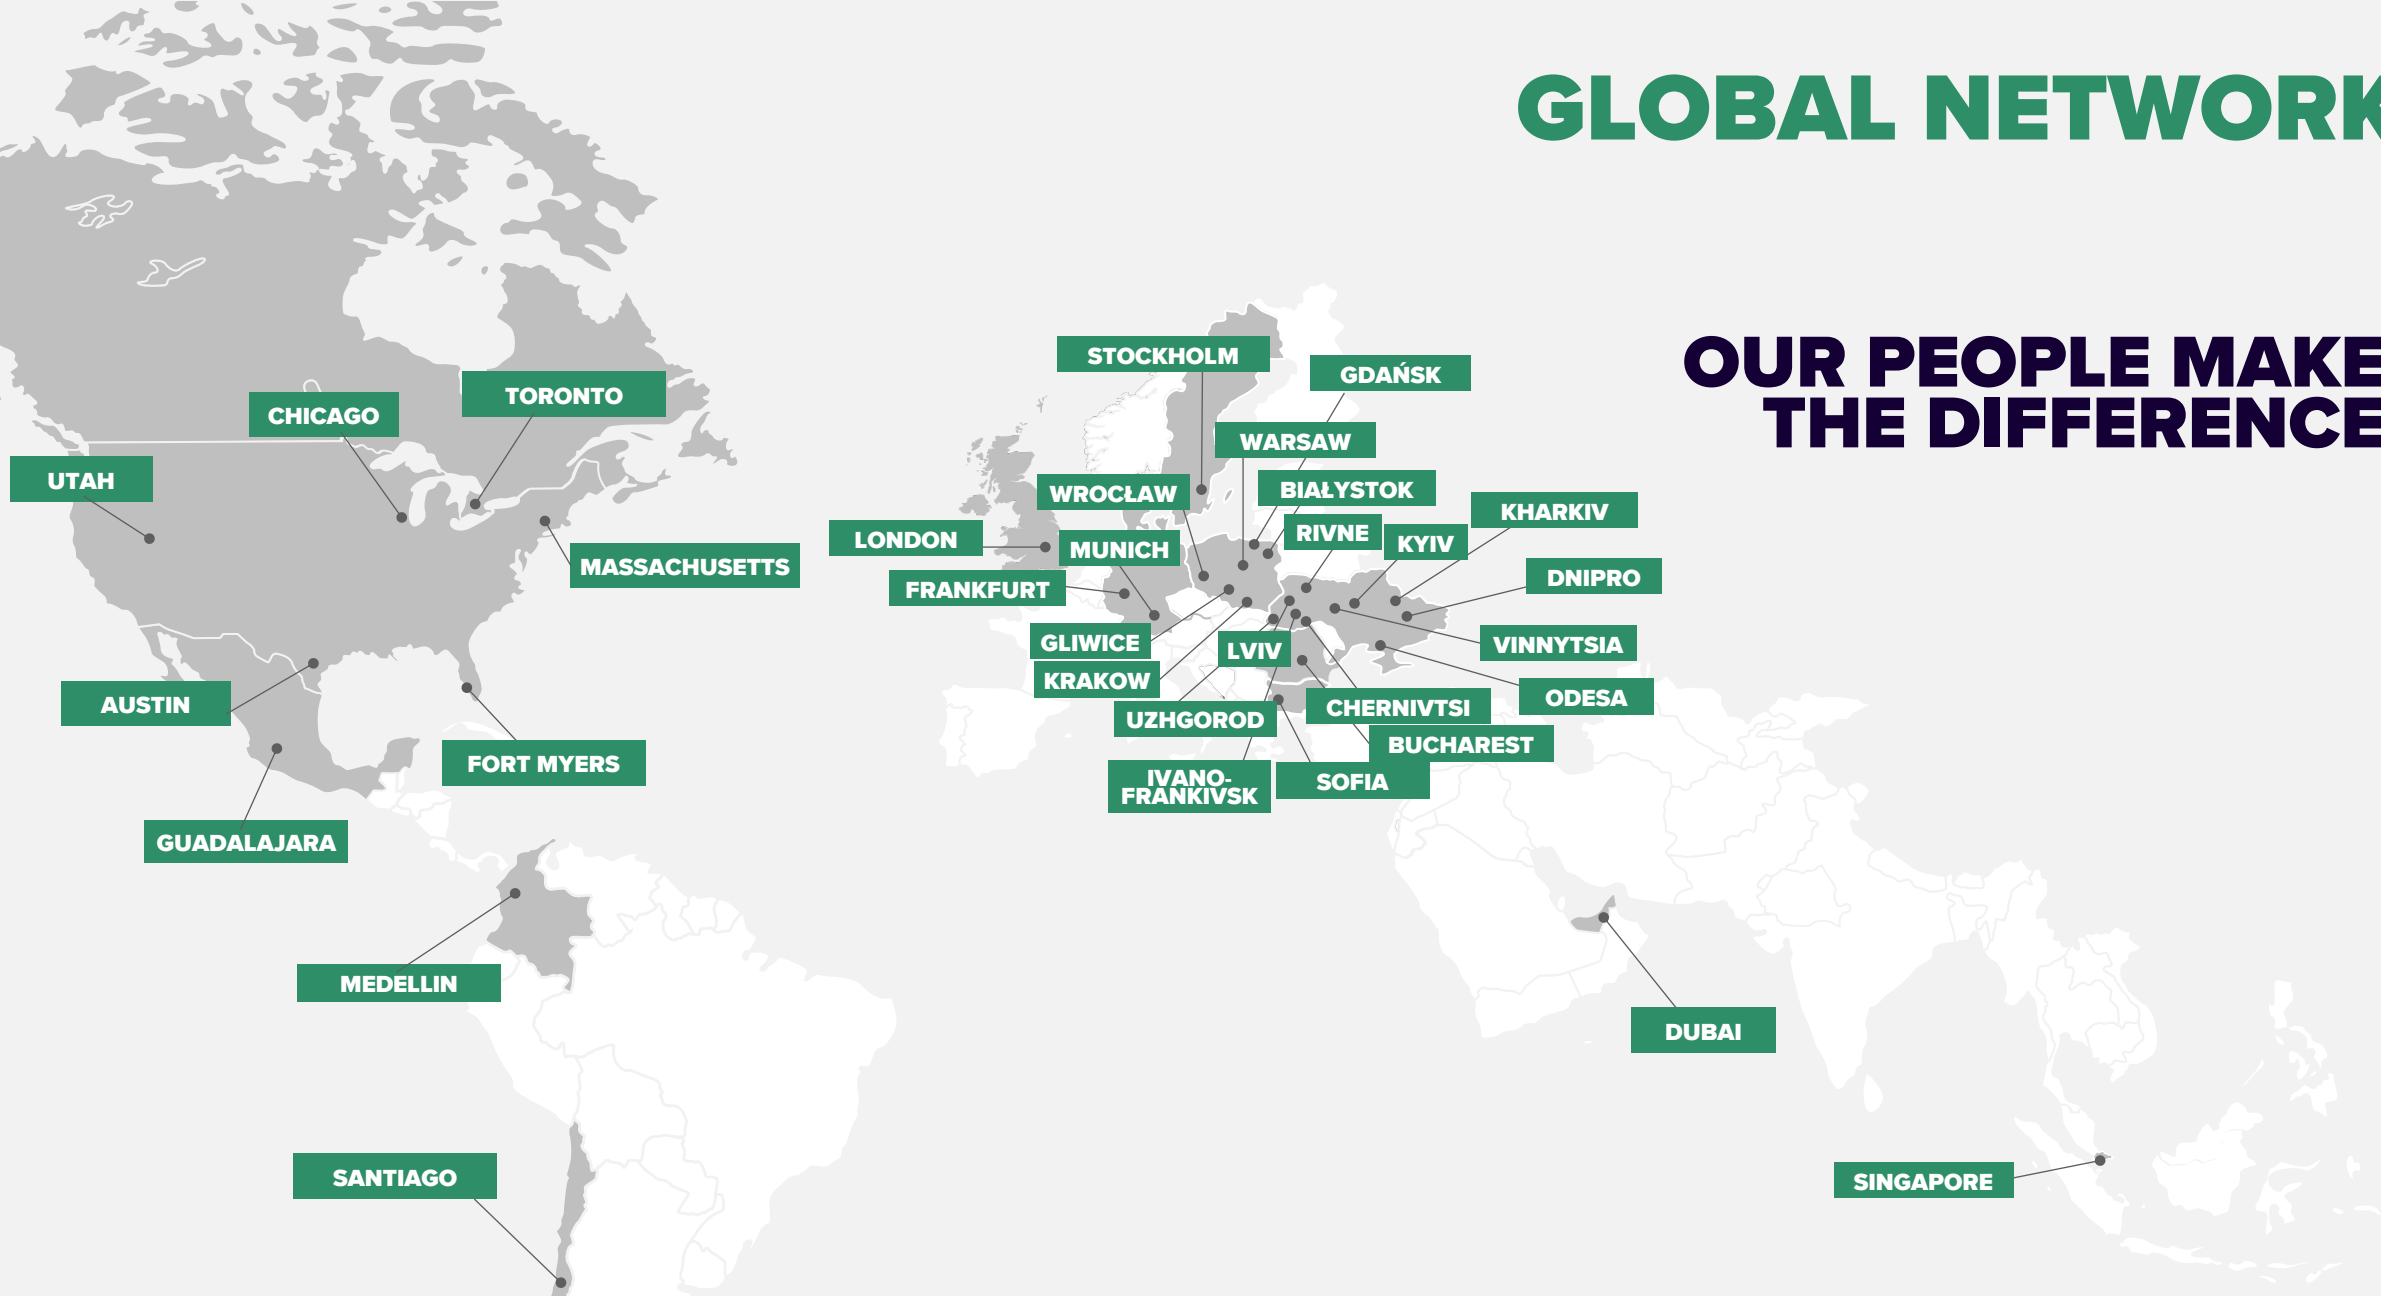 GLOBAL NETWORK
OUR PEOPLE MAKE
THE DIFFERENCE
STOCKHOLM
GDAŃSK
TORONTO
CHICAGO
WARSAW
UTAH
WROCŁAW
BIAŁYSTOK
KHARKIV
RIVNE
KYIV
LONDON
MUNICH
MASSACHUSETTS
DNIPRO
FRANKFURT
GLIWICE
LVIV
VINNYTSIA
KRAKOW
ODESA
AUSTIN
CHERNIVTSI
UZHGOROD
BUCHAREST
FORT MYERS
IVANO-
FRANKIVSK
SOFIA
GUADALAJARA
MEDELLIN
DUBAI
SANTIAGO
SINGAPORE